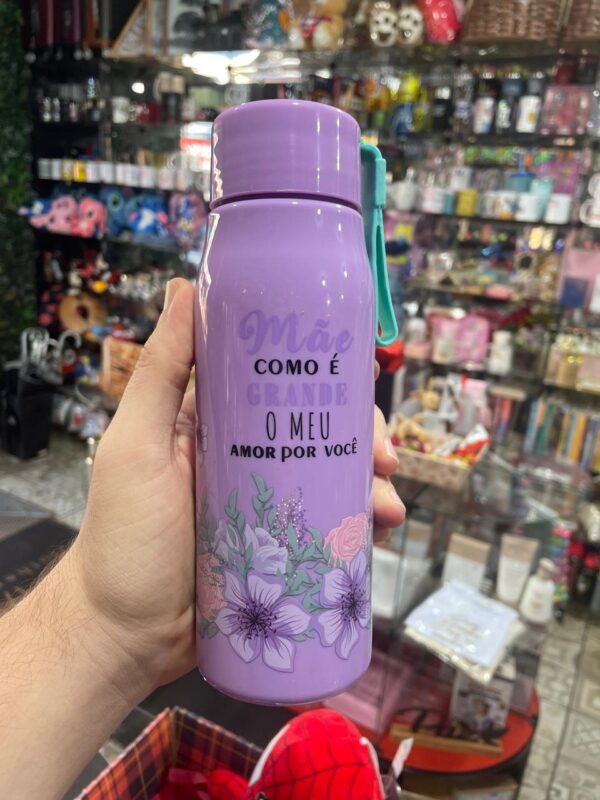 Mãe
COMO É
GRANDE
O MEU
AMOR POR VOCÊ